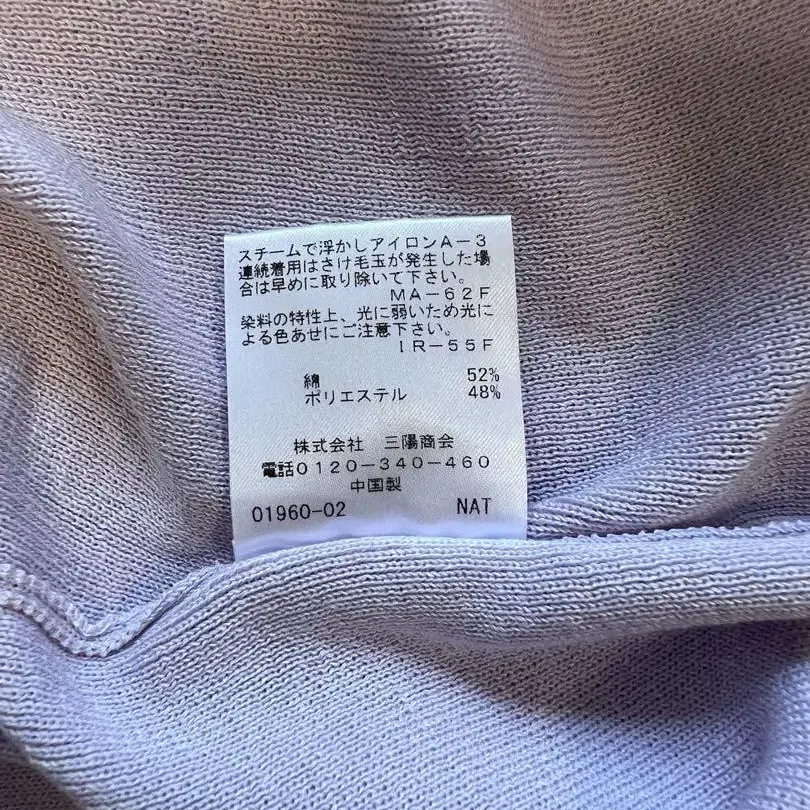 スチームで浮かしアイロンA-3
連続着用はさけ毛玉が発生した場
合は早めに取り除いて下さい。
MA-62F
染料の特性上、光に弱いため光に
よる色あせにご注意下さい。
IR-55F
綿 52%
ポリエステル 48%
株式会社 三陽商会
電話0120-340-460
中国製
01960-02 NAT